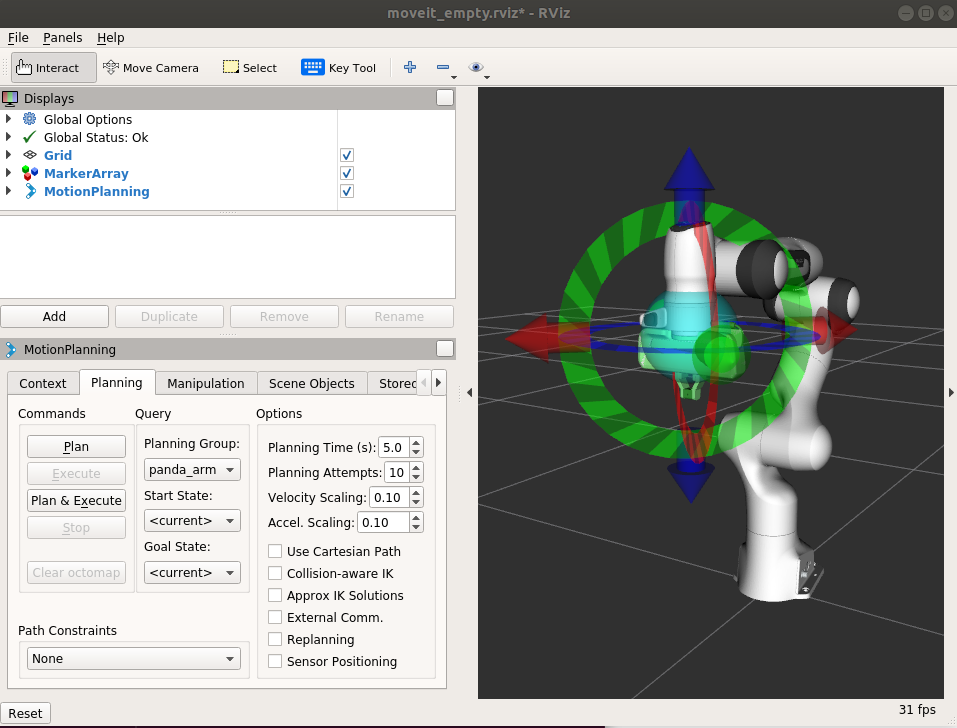 moveit_empty.rviz* - RViz
File Panels Help
Interact Move Camera Select Key Tool
Displays
Global Options
Global Status: Ok
Grid
MarkerArray
MotionPlanning
Add Duplicate Remove Rename
MotionPlanning
Context Planning Manipulation Scene Objects Stored
Commands Query Options
Plan
Execute
Plan & Execute
Stop
Clear octomap
Planning Group:
panda_arm
Start State:
<current>
Goal State:
<current>
Planning Time (s): 5.0
Planning Attempts: 10
Velocity Scaling: 0.10
Accel. Scaling: 0.10
Use Cartesian Path
Collision-aware IK
Approx IK Solutions
External Comm.
Replanning
Sensor Positioning
Path Constraints
None
Reset
31 fps